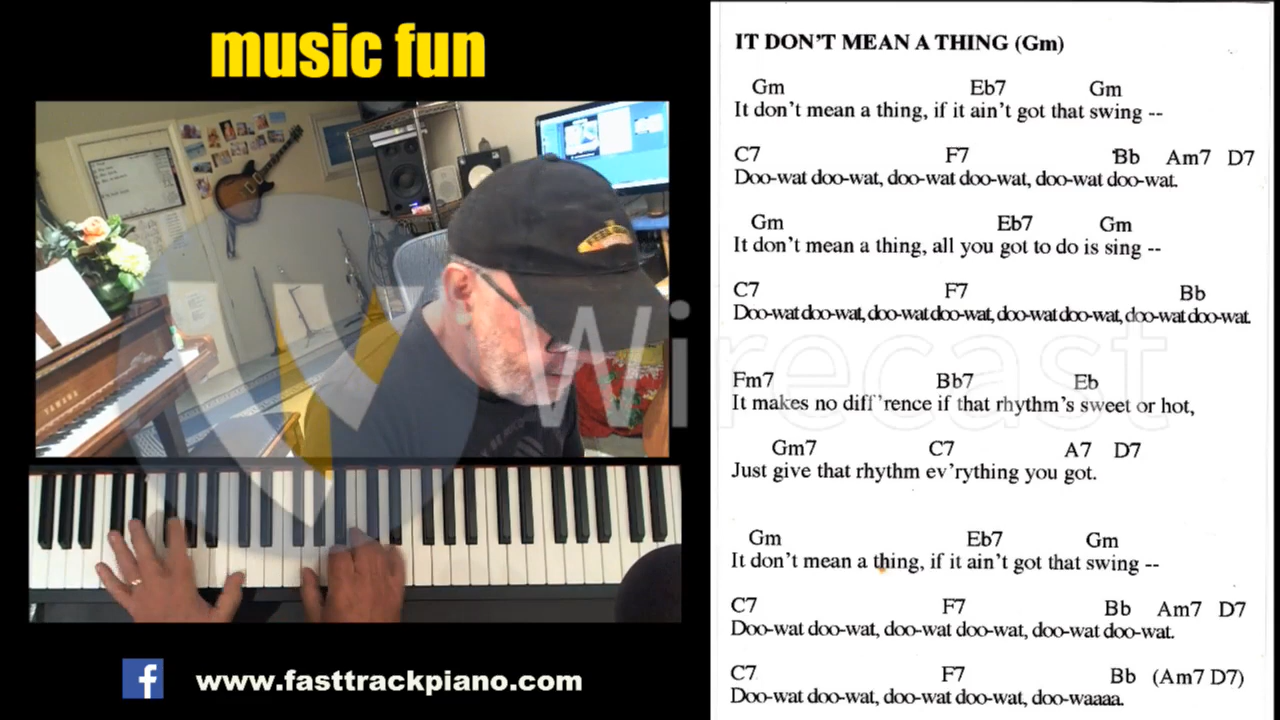 music fun
YAMAHA
www.fasttrackpiano.com
Wirecast
IT DON'T MEAN A THING (Gm)
Gm Eb7 Gm
It don't mean a thing, if it ain't got that swing --
C7 F7 Bb Am7 D7
Doo-wat doo-wat, doo-wat doo-wat, doo-wat doo-wat.
Gm Eb7 Gm
It don't mean a thing, all you got to do is sing --
C7 F7 Bb
Doo-wat doo-wat, doo-wat doo-wat, doo-wat doo-wat, doo-wat doo-wat.
Fm7 Bb7 Eb
It makes no diff'rence if that rhythm's sweet or hot,
Gm7 C7 A7 D7
Just give that rhythm ev'rything you got.
Gm Eb7 Gm
It don't mean a thing, if it ain't got that swing --
C7 F7 Bb Am7 D7
Doo-wat doo-wat, doo-wat doo-wat, doo-wat doo-wat.
C7 F7 Bb (Am7 D7)
Doo-wat doo-wat, doo-wat doo-wat, doo-waaaa.